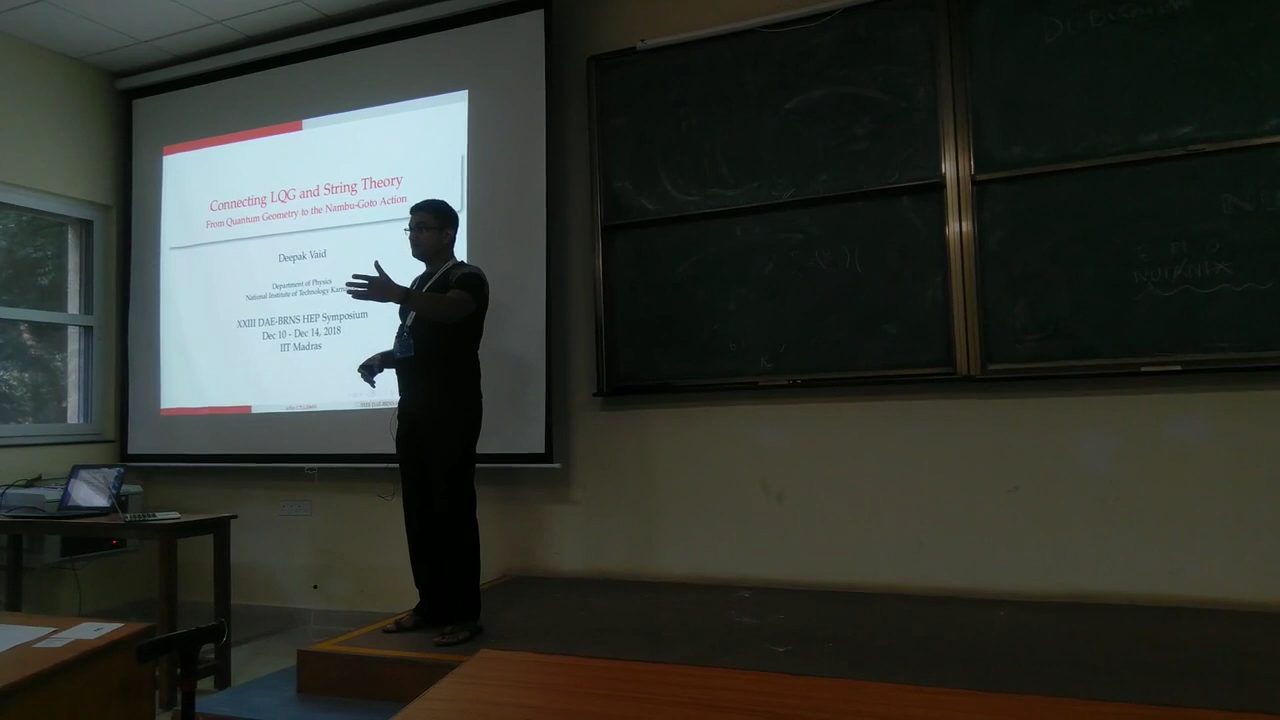 Connecting LQG and String Theory
From Quantum Geometry to the Nambu-Goto Action
Deepak Vaid
Department of Physics
National Institute of Technology
XXIII DAE-BRNS HEP Symposium
Dec 10 - Dec 14, 2018
IIT Madras